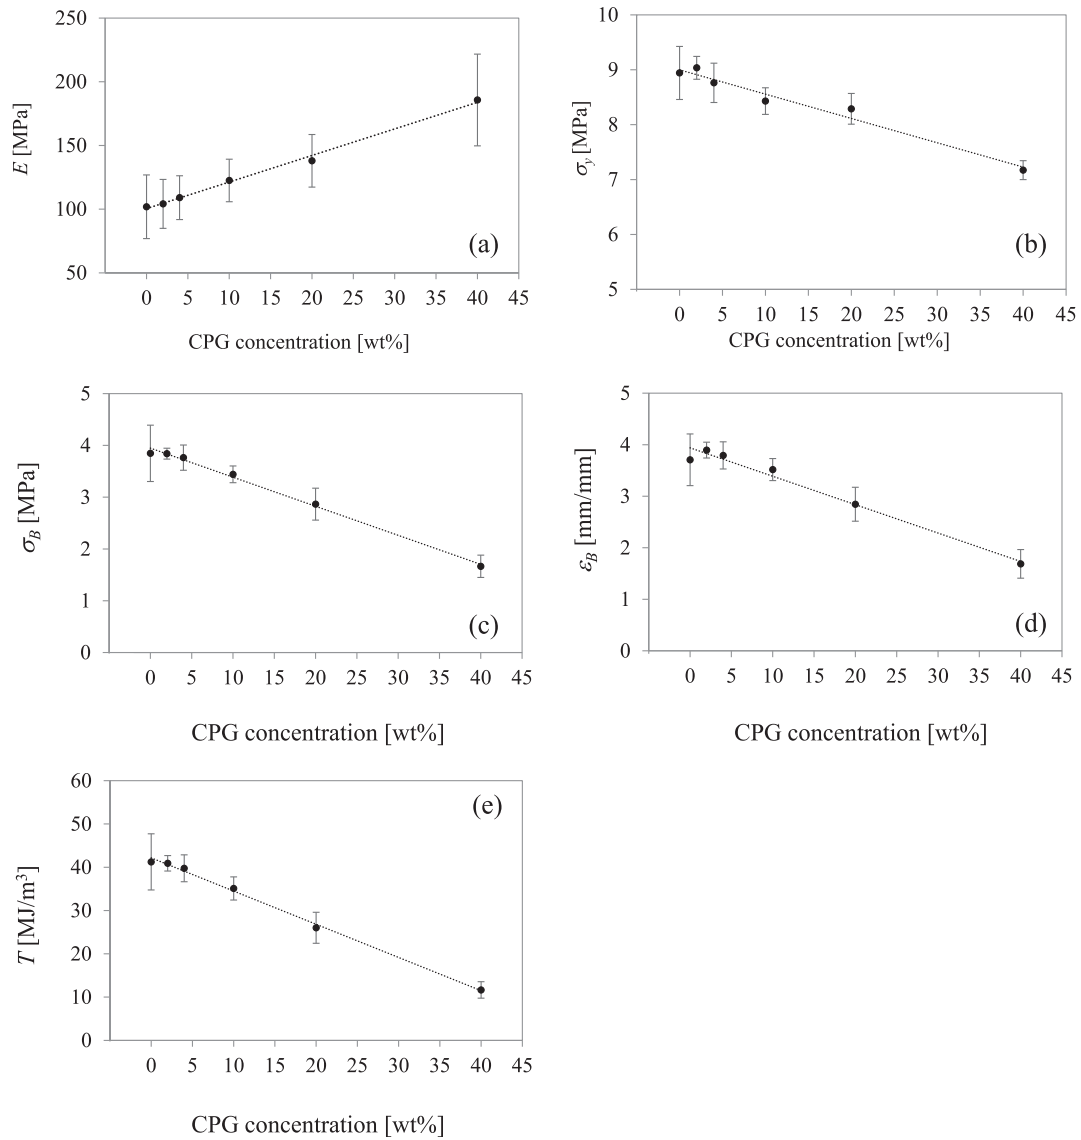 250
200
150
100
50
E [MPa]
(a)
0 5 10 15 20 25 30 35 40 45
CPG concentration [wt%]
10
9
8
7
6
5
σy [MPa]
(b)
0 5 10 15 20 25 30 35 40 45
CPG concentration [wt%]
5
4
3
2
1
0
σB [MPa]
(c)
0 5 10 15 20 25 30 35 40 45
CPG concentration [wt%]
5
4
3
2
1
0
εB [mm/mm]
(d)
0 5 10 15 20 25 30 35 40 45
CPG concentration [wt%]
60
50
40
30
20
10
0
T [MJ/m³]
(e)
0 5 10 15 20 25 30 35 40 45
CPG concentration [wt%]